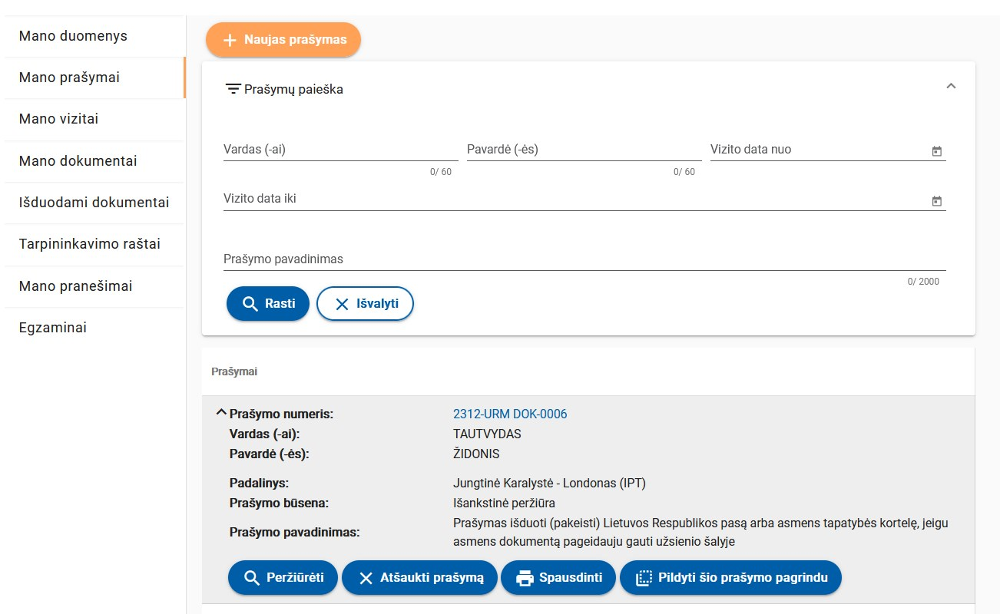 Mano duomenys
Mano prašymai
Mano vizitai
Mano dokumentai
Išduodami dokumentai
Tarpininkavimo raštai
Mano pranešimai
Egzaminai
Naujas prašymas
Prašymų paieška
Vardas (-ai)
0/ 60
Pavardė (-ės)
0/ 60
Vizito data nuo
Vizito data iki
Prašymo pavadinimas
0/ 2000
Rasti
Išvalyti
Prašymai
Prašymo numeris: 2312-URM DOK-0006
Vardas (-ai): TAUTVYDAS
Pavardė (-ės): ŽIDONIS
Padalinys: Jungtinė Karalystė - Londonas (IPT)
Prašymo būsena: Išankstinė peržiūra
Prašymo pavadinimas: Prašymas išduoti (pakeisti) Lietuvos Respublikos pasą arba asmens tapatybės kortelę, jeigu
asmens dokumentą pageidauju gauti užsienio šalyje
Peržiūrėti
Atšaukti prašymą
Spausdinti
Pildyti šio prašymo pagrindu